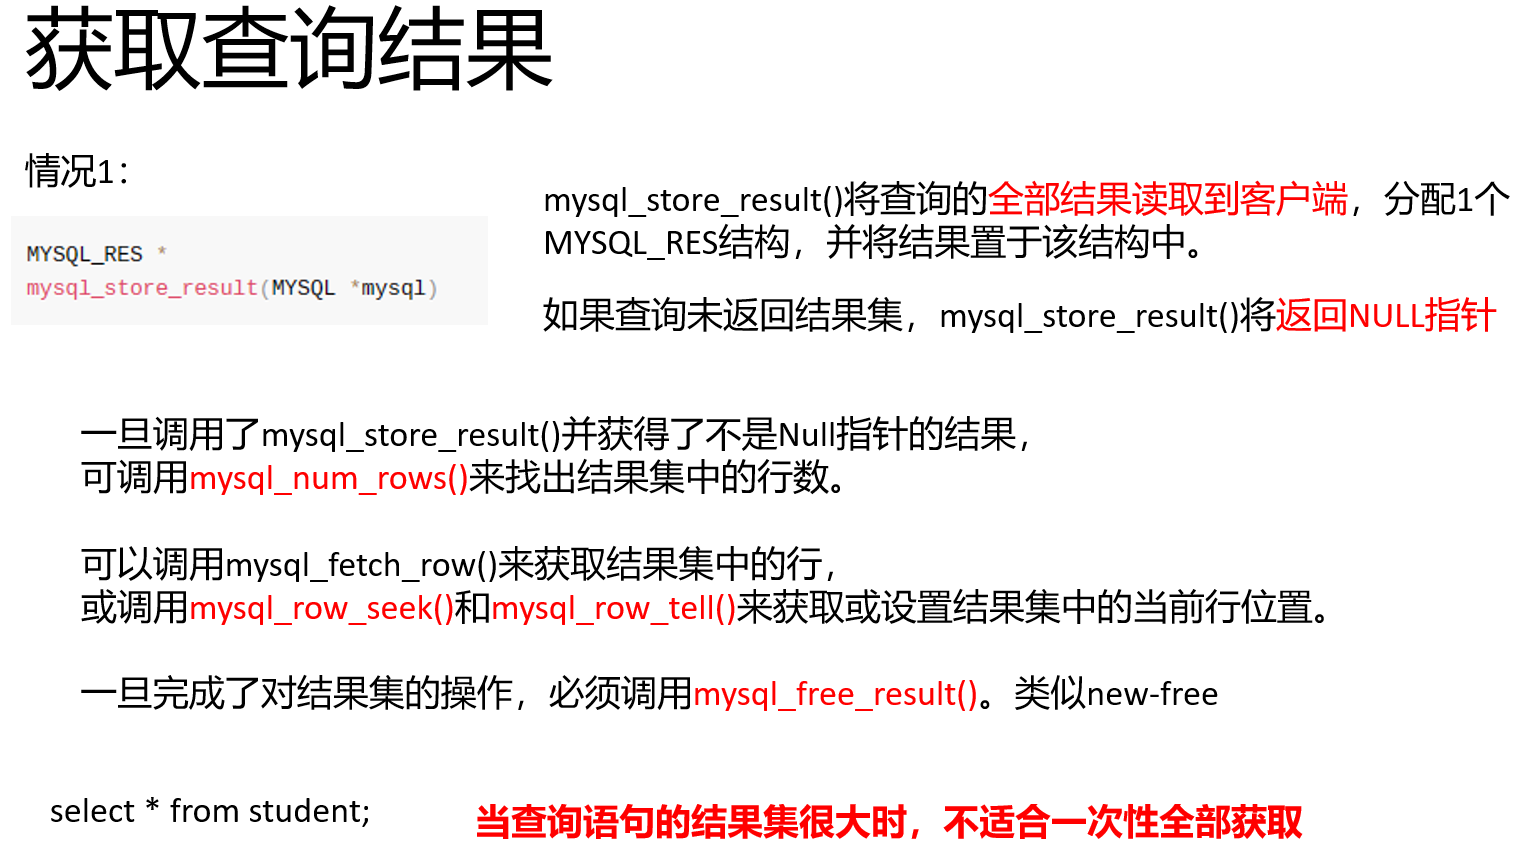 获取查询结果
情况1：
MYSQL_RES *
mysql_store_result(MYSQL *mysql)
mysql_store_result()将查询的全部结果读取到客户端，分配1个
MYSQL_RES结构，并将结果置于该结构中。
如果查询未返回结果集，mysql_store_result()将返回NULL指针
一旦调用了mysql_store_result()并获得了不是Null指针的结果，
可调用mysql_num_rows()来找出结果集中的行数。
可以调用mysql_fetch_row()来获取结果集中的行，
或调用mysql_row_seek()和mysql_row_tell()来获取或设置结果集中的当前行位置。
一旦完成了对结果集的操作，必须调用mysql_free_result()。类似new-free
select * from student;
当查询语句的结果集很大时，不适合一次性全部获取